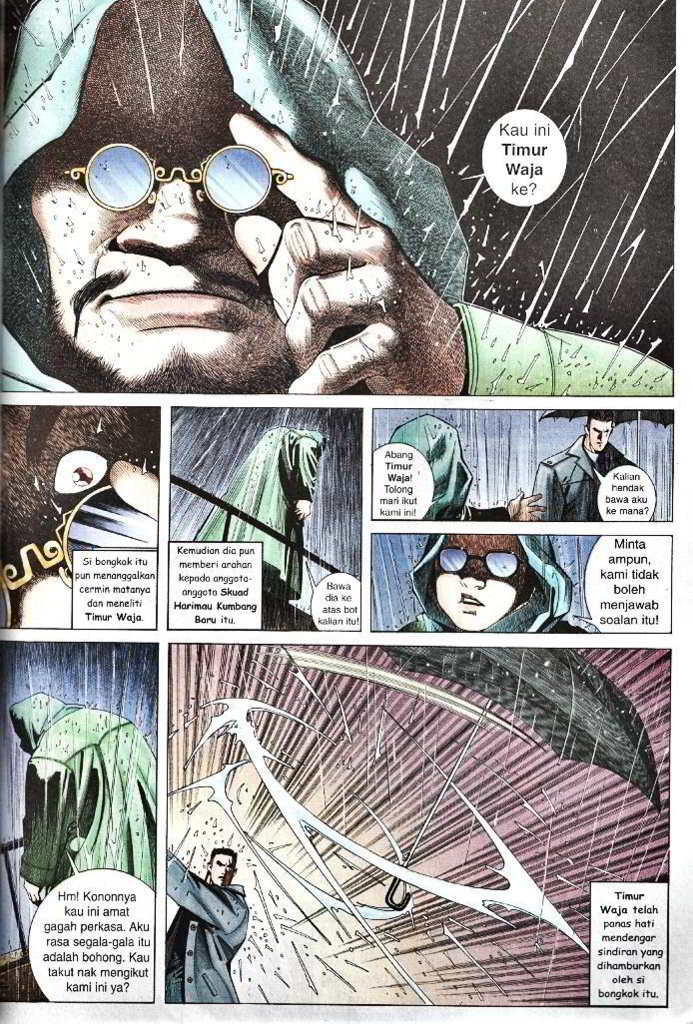 Kau ini
Timur
Waja
ke?
Si bongkok itu
pun menanggalkan
cermin matanya
dan meneliti
Timur Waja.
Kemudian dia pun
memberi arahan
kepada anggota-
anggota Skuad
Harimau Kumbang
Baru itu.
Bawa
dia ke
atas bot
kalian itu!
Abang
Timur
Waja!
Tolong
mari ikut
kami ini!
Kalian
hendak
bawa aku
ke mana?
Minta
ampun,
kami tidak
boleh
menjawab
soalan itu!
Hm! Kononnya
kau ini amat
gagah perkasa. Aku
rasa segala-gala itu
adalah bohong. Kau
takut nak mengikut
kami ini ya?
Timur
Waja telah
panas hati
mendengar
sindiran yang
dihamburkan
oleh si
bongkok itu.